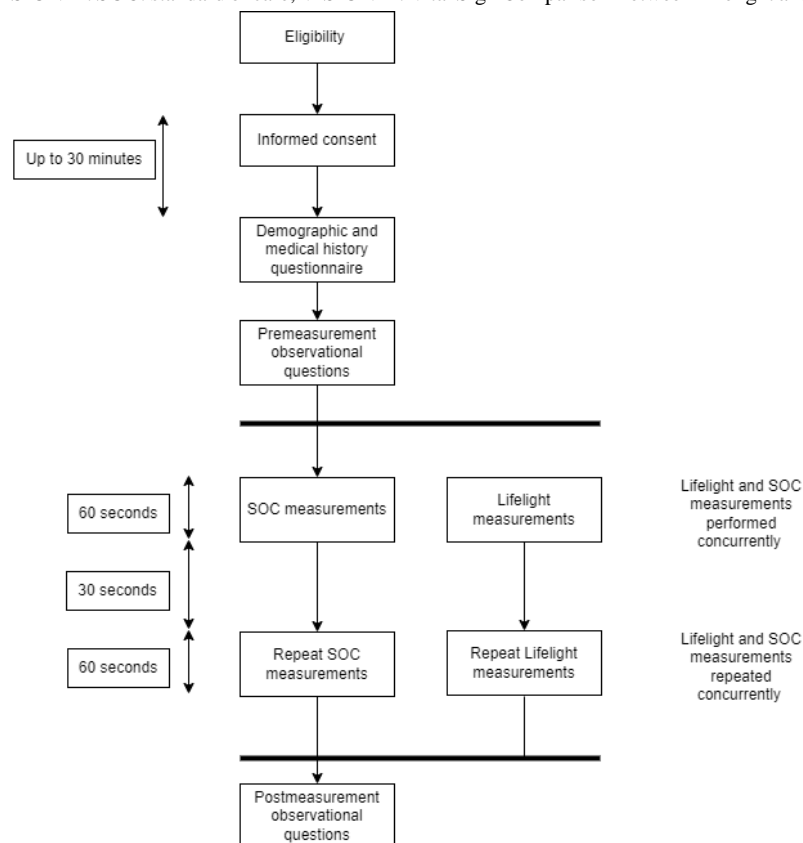 Eligibility
Informed consent
Up to 30 minutes
Demographic and
medical history
questionnaire
Premeasurement
observational
questions
60 seconds
SOC measurements
Lifelight
measurements
Lifelight and SOC
measurements
performed
concurrently
30 seconds
60 seconds
Repeat SOC
measurements
Repeat Lifelight
measurements
Lifelight and SOC
measurements
repeated
concurrently
Postmeasurement
observational
questions